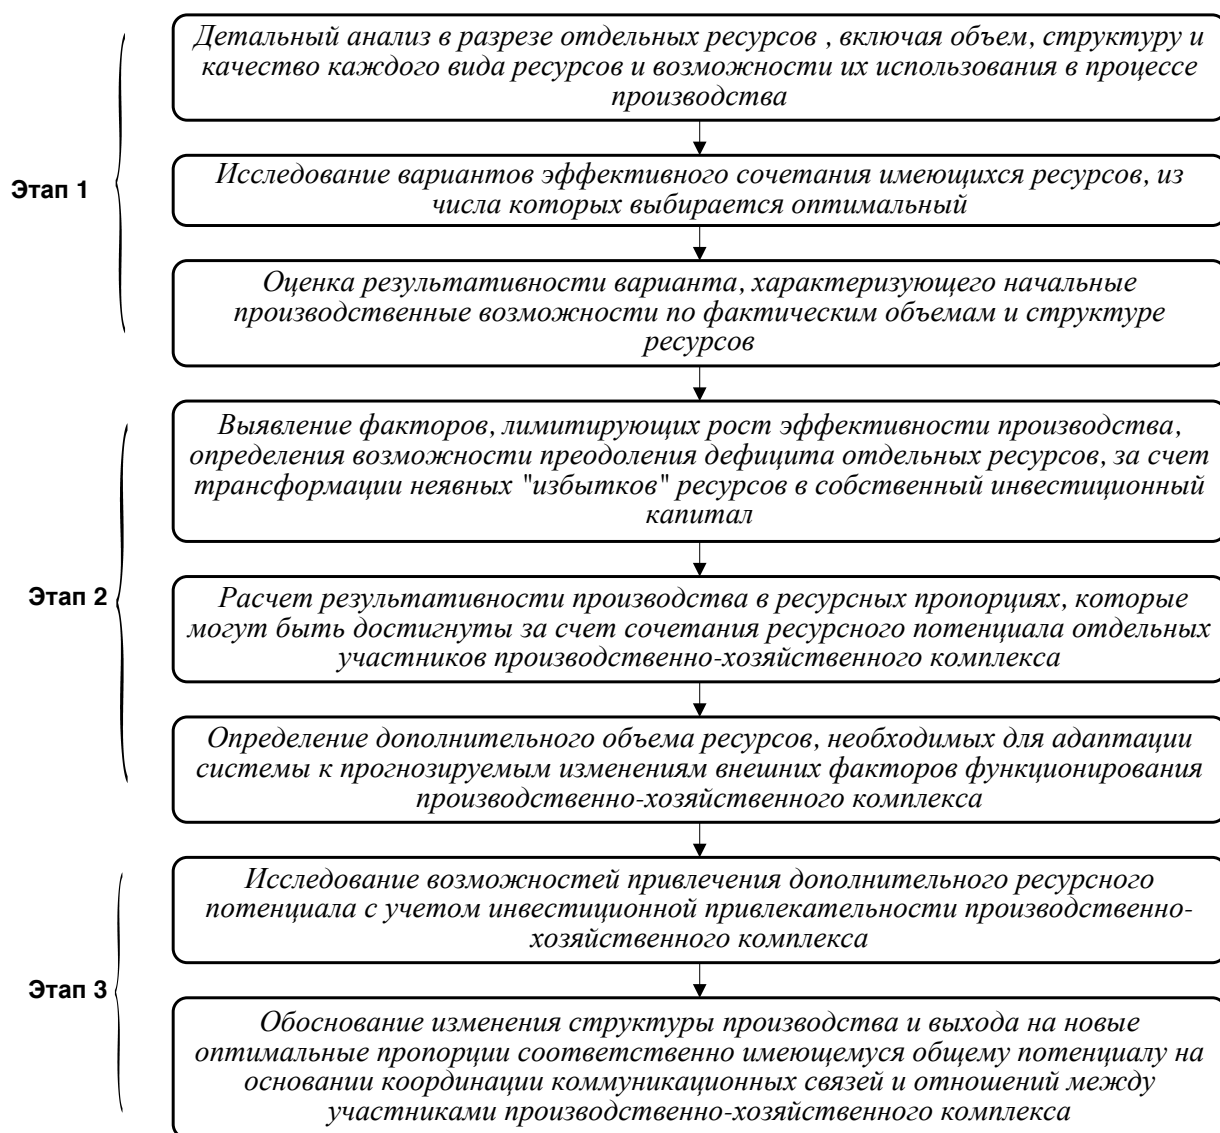 Детальный анализ в разрезе отдельных ресурсов , включая объем, структуру и
качество каждого вида ресурсов и возможности их использования в процессе
производства
Этап 1
Исследование вариантов эффективного сочетания имеющихся ресурсов, из
числа которых выбирается оптимальный
Оценка результативности варианта, характеризующего начальные
производственные возможности по фактическим объемам и структуре
ресурсов
Выявление факторов, лимитирующих рост эффективности производства,
определения возможности преодоления дефицита отдельных ресурсов, за счет
трансформации неявных "избытков" ресурсов в собственный инвестиционный
капитал
Этап 2
Расчет результативности производства в ресурсных пропорциях, которые
могут быть достигнуты за счет сочетания ресурсного потенциала отдельных
участников производственно-хозяйственного комплекса
Определение дополнительного объема ресурсов, необходимых для адаптации
системы к прогнозируемым изменениям внешних факторов функционирования
производственно-хозяйственного комплекса
Исследование возможностей привлечения дополнительного ресурсного
потенциала с учетом инвестиционной привлекательности производственно-
хозяйственного комплекса
Этап 3
Обоснование изменения структуры производства и выхода на новые
оптимальные пропорции соответственно имеющемуся общему потенциалу на
основании координации коммуникационных связей и отношений между
участниками производственно-хозяйственного комплекса